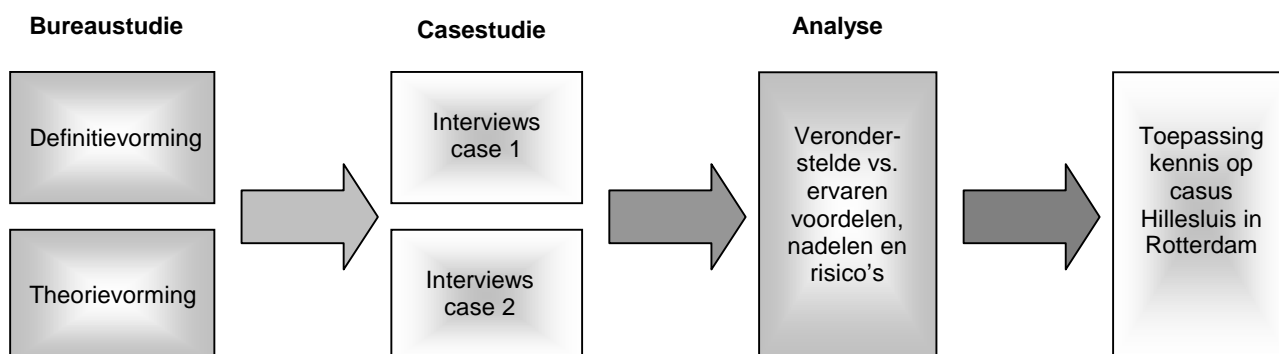 Bureaustudie
Definitievorming
Theorievorming
Casestudie
Interviews
case 1
Interviews
case 2
Analyse
Veronder-
stelde vs.
ervaren
voordelen,
nadelen en
risico’s
Toepassing
kennis op
casus
Hillesluis in
Rotterdam